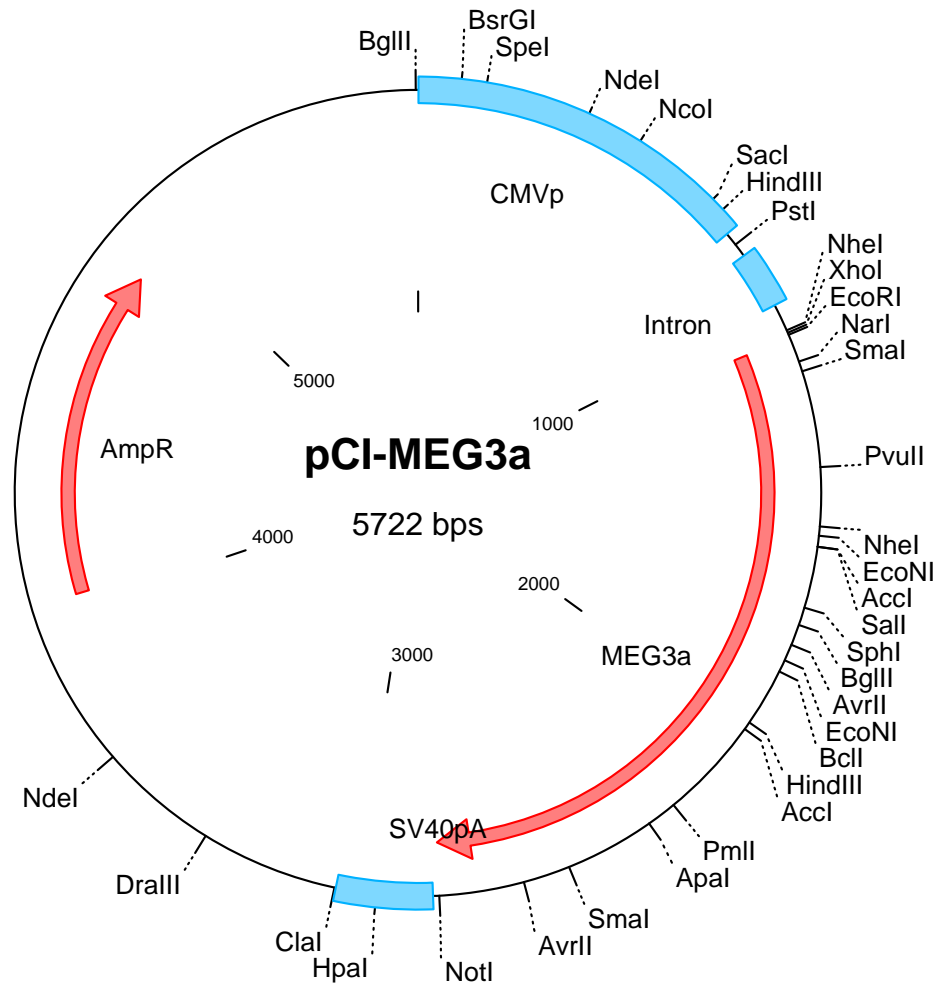 BglII
BsrGI
SpeI
NdeI
NcoI
SacI
HindIII
PstI
NheI
XhoI
EcoRI
NarI
SmaI
PvuII
NheI
EcoNI
AccI
SalI
SphI
BglII
AvrII
EcoNI
BclI
HindIII
AccI
PmlI
ApaI
SmaI
AvrII
NotI
HpaI
ClaI
DraIII
NdeI
CMVp
Intron
MEG3a
SV40pA
AmpR
1000
2000
3000
4000
5000
pCI-MEG3a
5722 bps